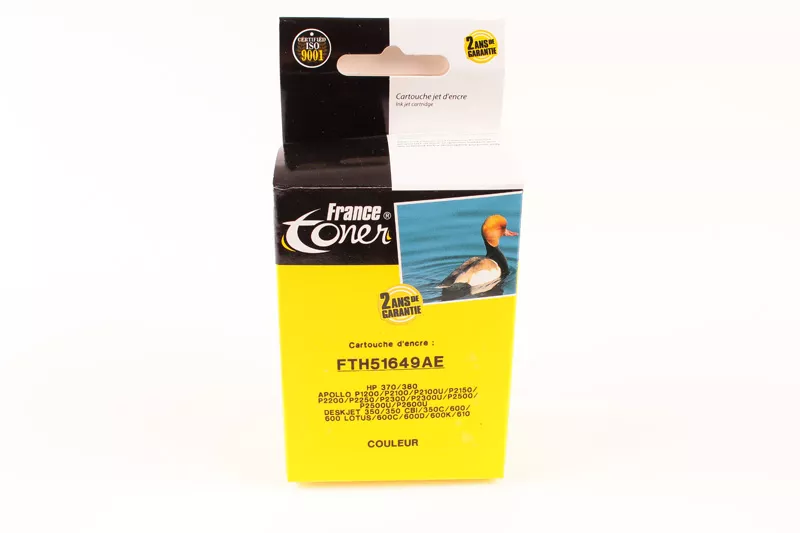 CERTIFIED
ISO
9001
2 ANS DE
GARANTIE
Cartouche jet d'encre
Ink jet cartridge
France ®
Toner
2 ANS DE
GARANTIE
Cartouche d'encre :
FTH51649AE
HP 370/380
APOLLO P1200/P2100/P2100U/P2150/
P2200/P2250/P2300/P2300U/P2500/
P2500U/P2600U
DESKJET 350/350 CBI/350C/600/
600 LOTUS/600C/600D/600K/610
COULEUR